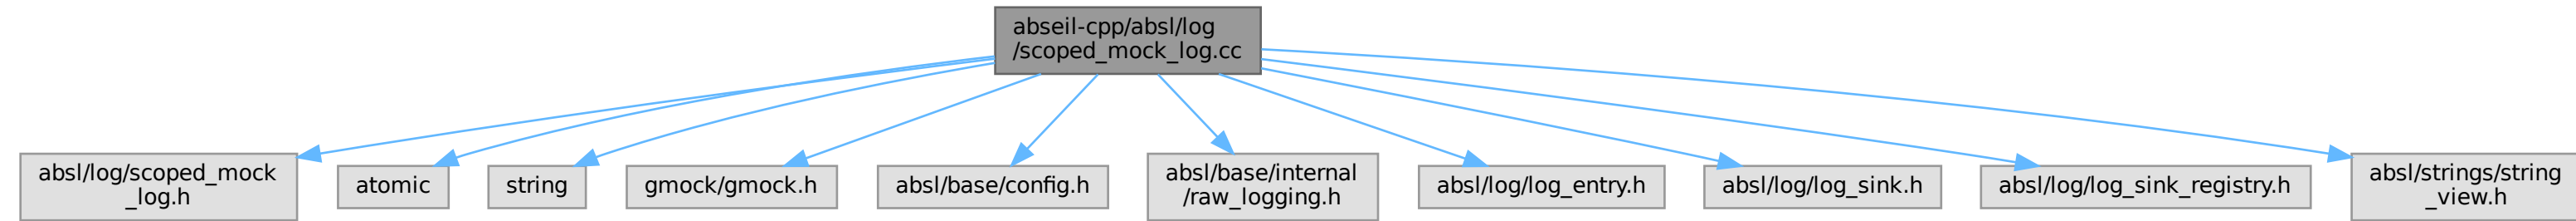 abseil-cpp/absl/log
/scoped_mock_log.cc
absl/log/scoped_mock
_log.h
atomic
string
gmock/gmock.h
absl/base/config.h
absl/base/internal
/raw_logging.h
absl/log/log_entry.h
absl/log/log_sink.h
absl/log/log_sink_registry.h
absl/strings/string
_view.h